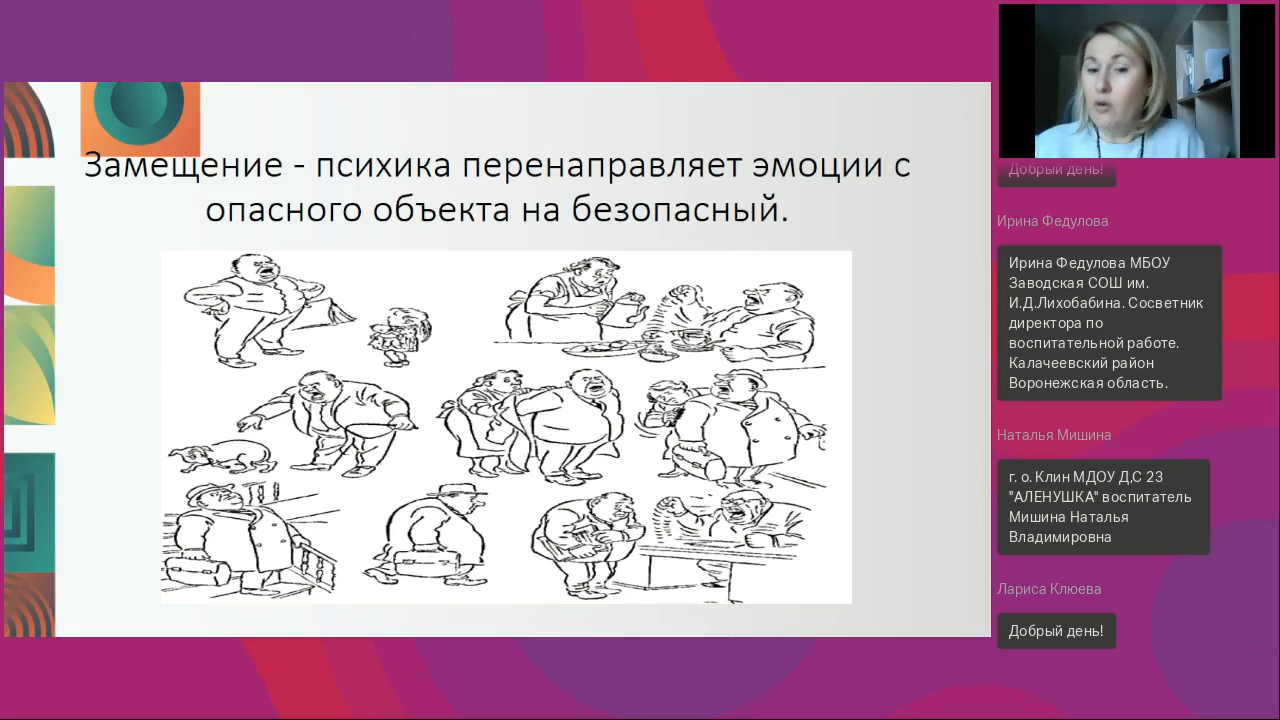 Замещение - психика перенаправляет эмоции с
опасного объекта на безопасный.
Добрый день!
Ирина Федулова
Ирина Федулова МБОУ
Заводская СОШ им.
И.Д.Лихобабина. Сосветник
директора по
воспитательной работе.
Калачеевский район
Воронежская область.
Наталья Мишина
г. о. Клин МДОУ Д,С 23
"АЛЕНУШКА" воспитатель
Мишина Наталья
Владимировна
Лариса Клюева
Добрый день!